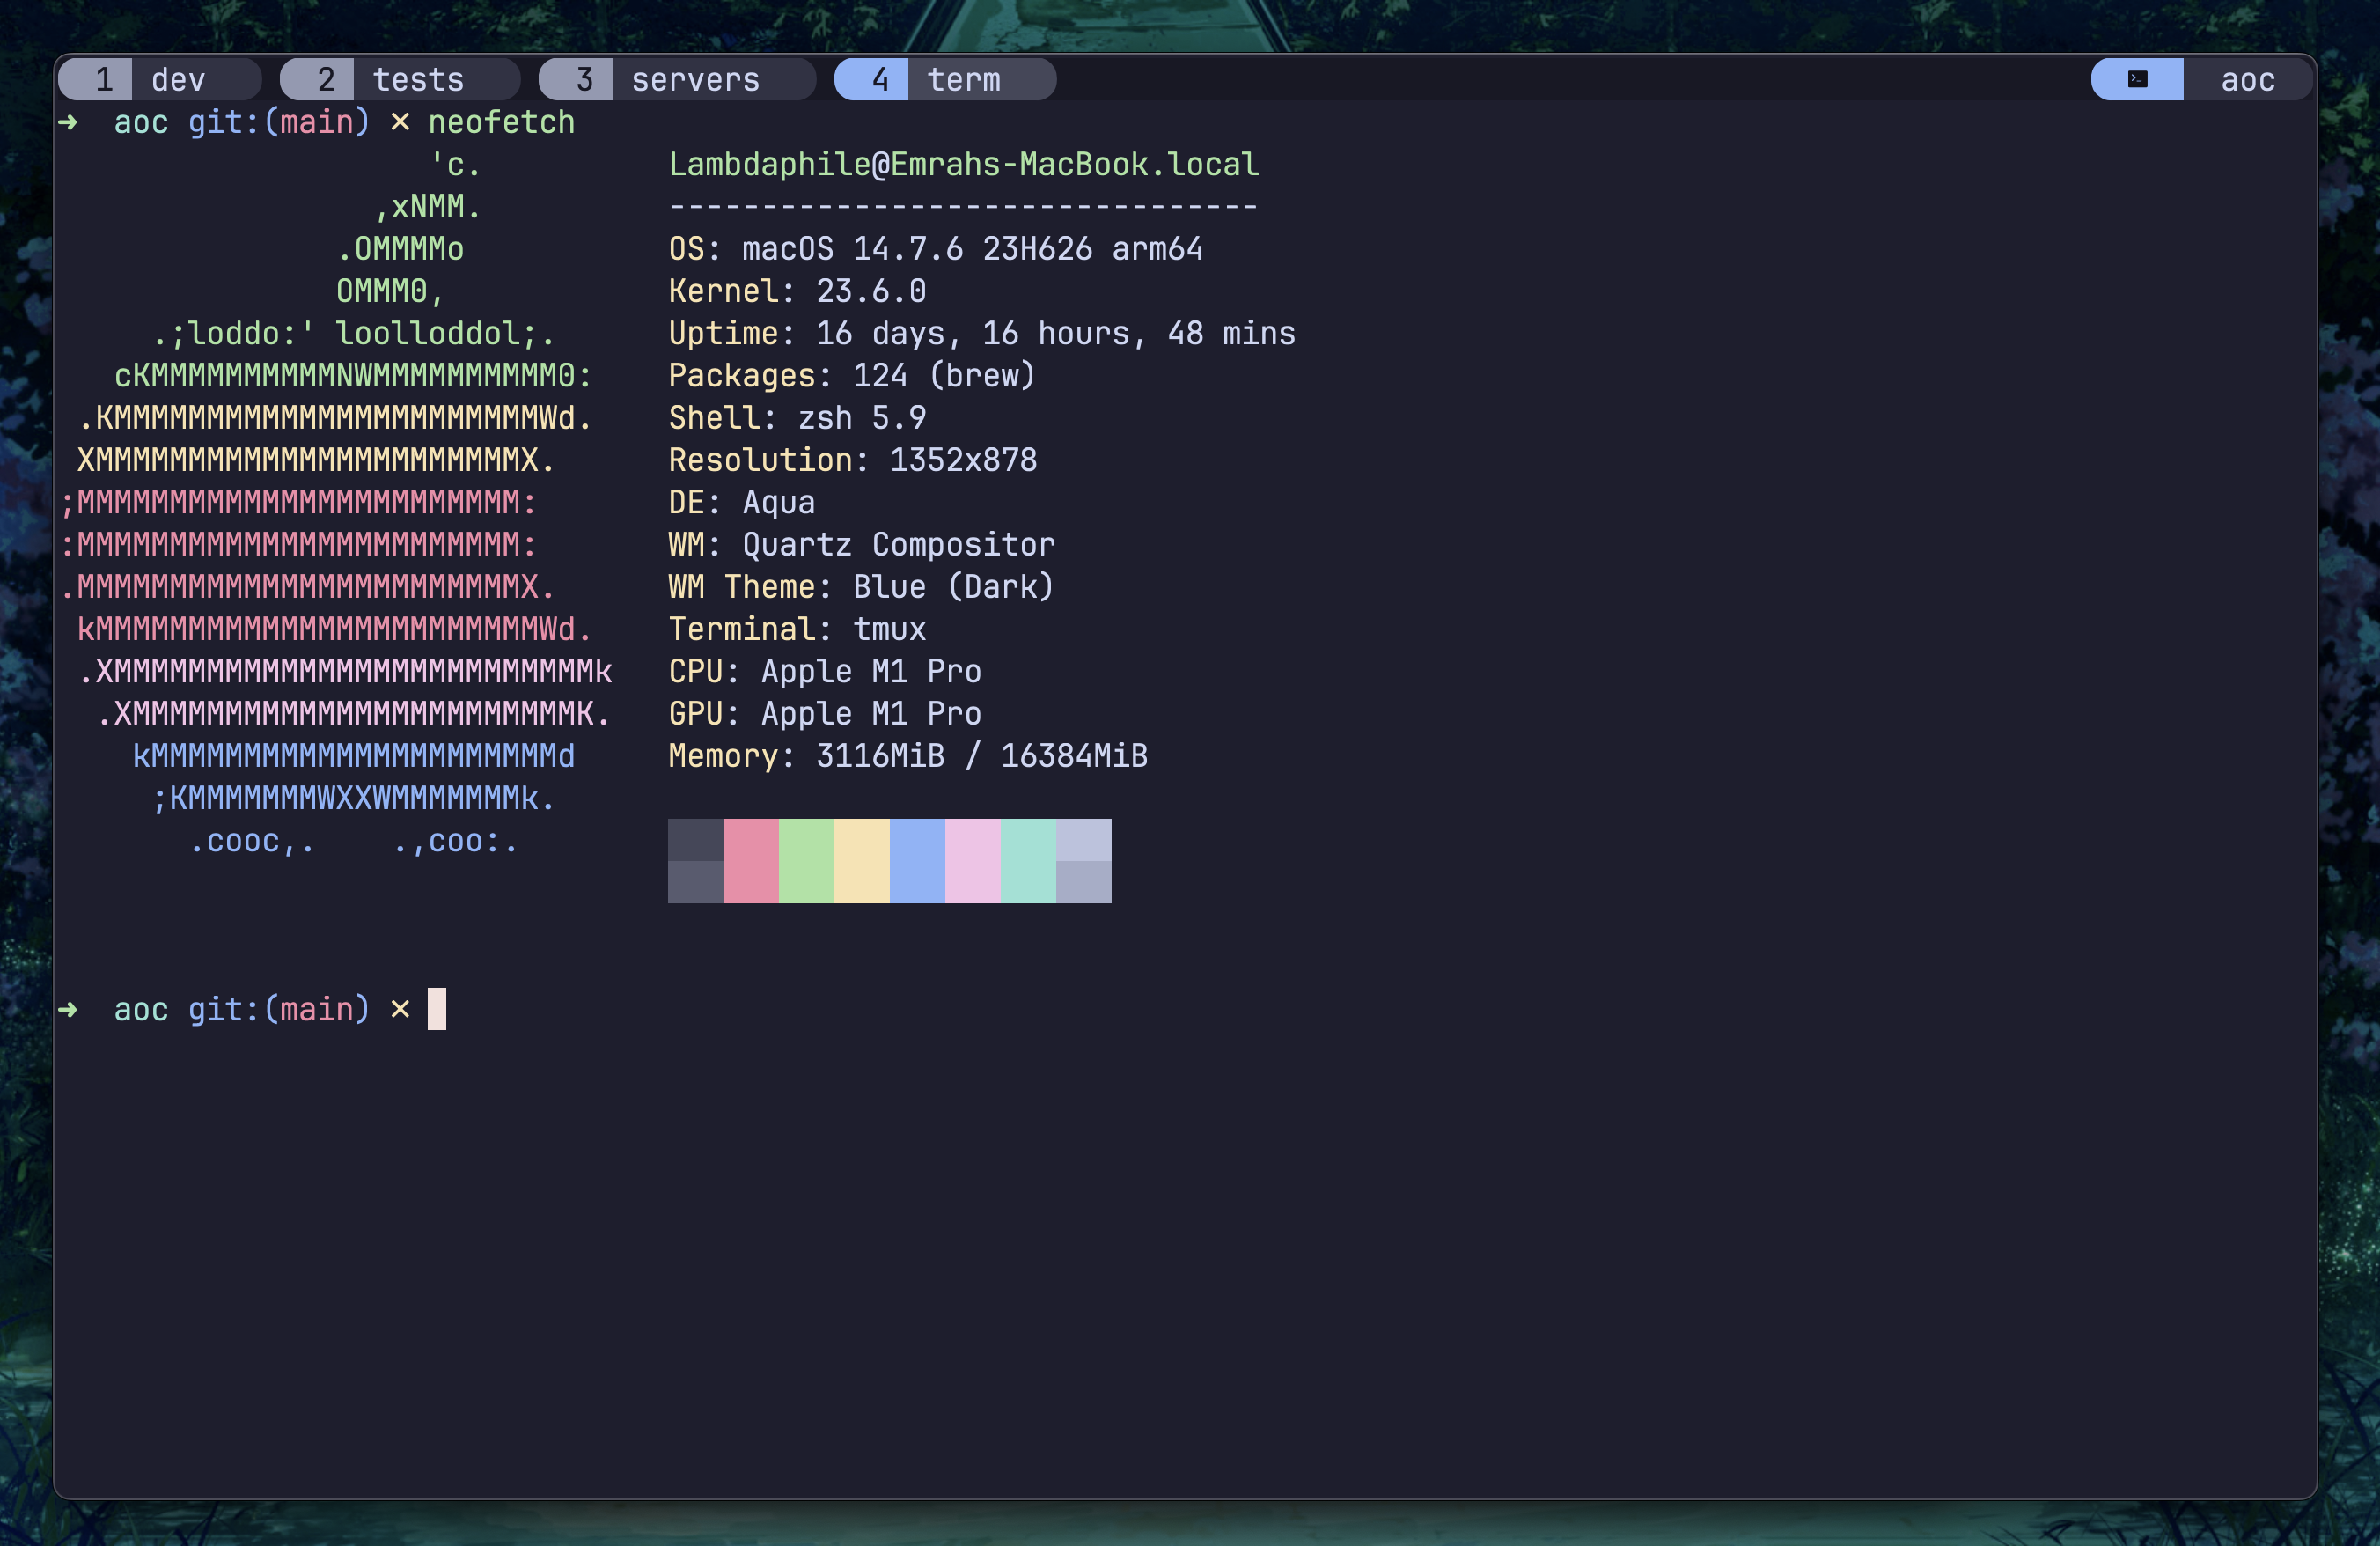 1 dev 2 tests 3 servers 4 term aoc
➜ aoc git:(main) ✕ neofetch
'c. Lambdaphile@Emrahs-MacBook.local
,xNMM. --------------------------------
.OMMMMo OS: macOS 14.7.6 23H626 arm64
OMMM0, Kernel: 23.6.0
.;loddo:' loolloddol;. Uptime: 16 days, 16 hours, 48 mins
cKMMMMMMMMMMNWMMMMMMMMMM0: Packages: 124 (brew)
.KMMMMMMMMMMMMMMMMMMMMMMMWd. Shell: zsh 5.9
XMMMMMMMMMMMMMMMMMMMMMMMX. Resolution: 1352x878
;MMMMMMMMMMMMMMMMMMMMMMMM: DE: Aqua
:MMMMMMMMMMMMMMMMMMMMMMMM: WM: Quartz Compositor
.MMMMMMMMMMMMMMMMMMMMMMMMX. WM Theme: Blue (Dark)
kMMMMMMMMMMMMMMMMMMMMMMMMWd. Terminal: tmux
.XMMMMMMMMMMMMMMMMMMMMMMMMMMk CPU: Apple M1 Pro
.XMMMMMMMMMMMMMMMMMMMMMMMMK. GPU: Apple M1 Pro
kMMMMMMMMMMMMMMMMMMMMMMd Memory: 3116MiB / 16384MiB
;KMMMMMMMWXXWMMMMMMMk.
.cooc,. .,coo:.
➜ aoc git:(main) ✕